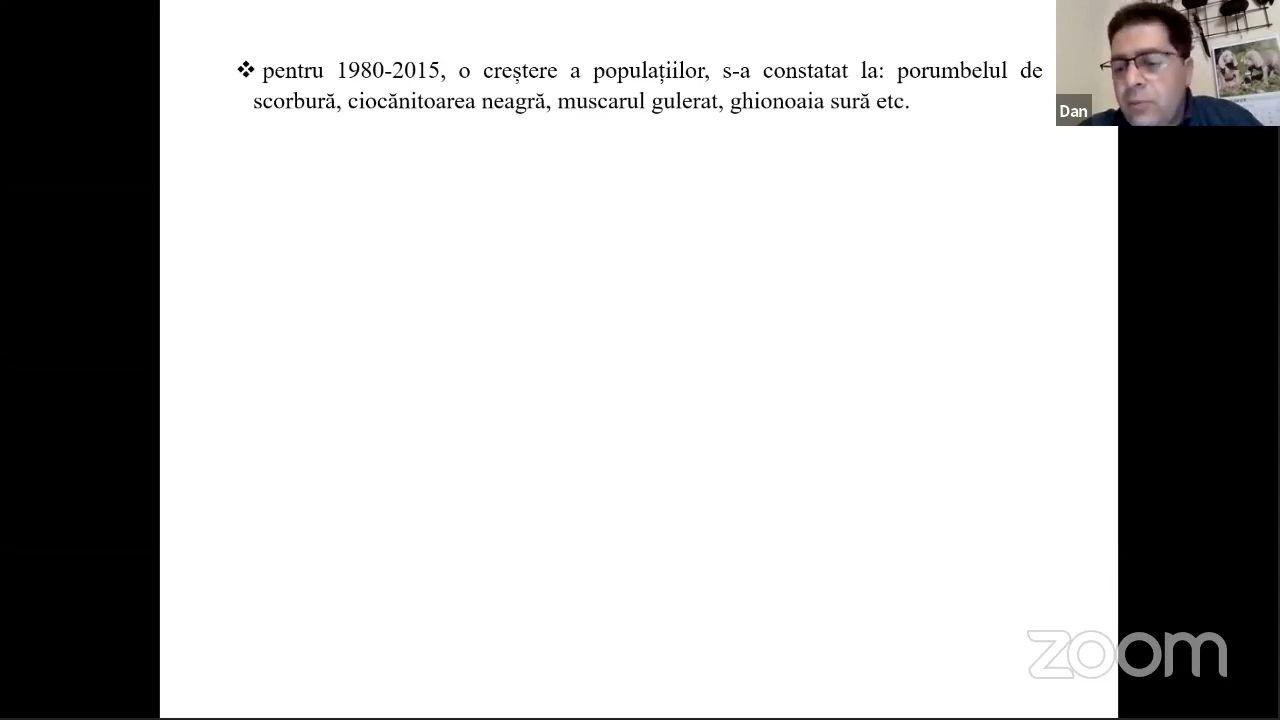 ❖ pentru 1980-2015, o creștere a populațiilor, s-a constatat la: porumbelul de
scorbură, ciocănitoarea neagră, muscarul gulerat, ghionoaia sură etc.
Dan
zoom